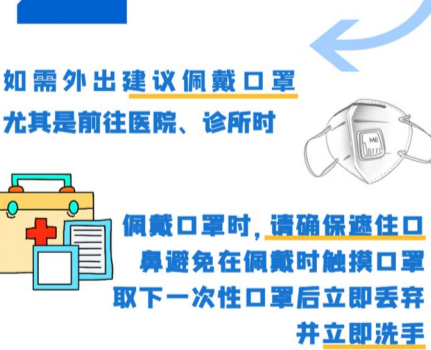 如需外出建议佩戴口罩
尤其是前往医院、诊所时
佩戴口罩时,请确保遮住口
鼻避免在佩戴时触摸口罩
取下一次性口罩后立即丢弃
并立即洗手